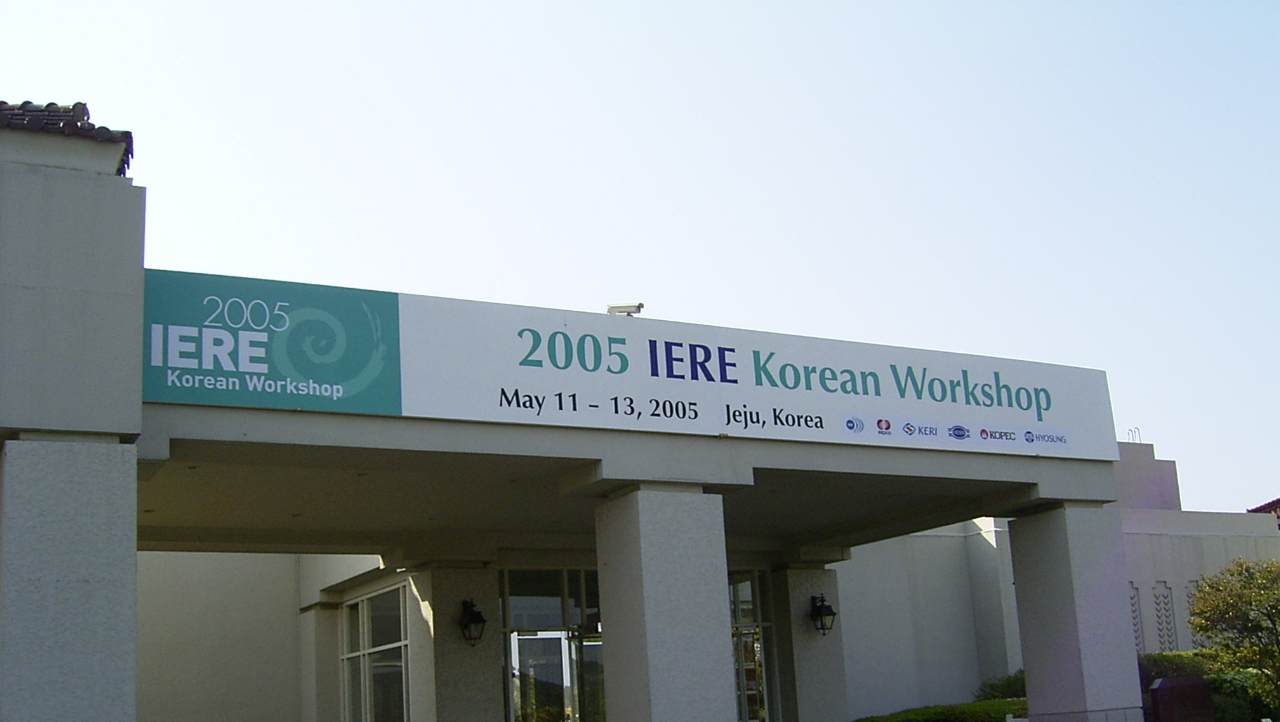 2005
IERE
Korean Workshop
2005 IERE Korean Workshop
May 11 – 13, 2005 Jeju, Korea
KERI KOPEC HYOSUNG